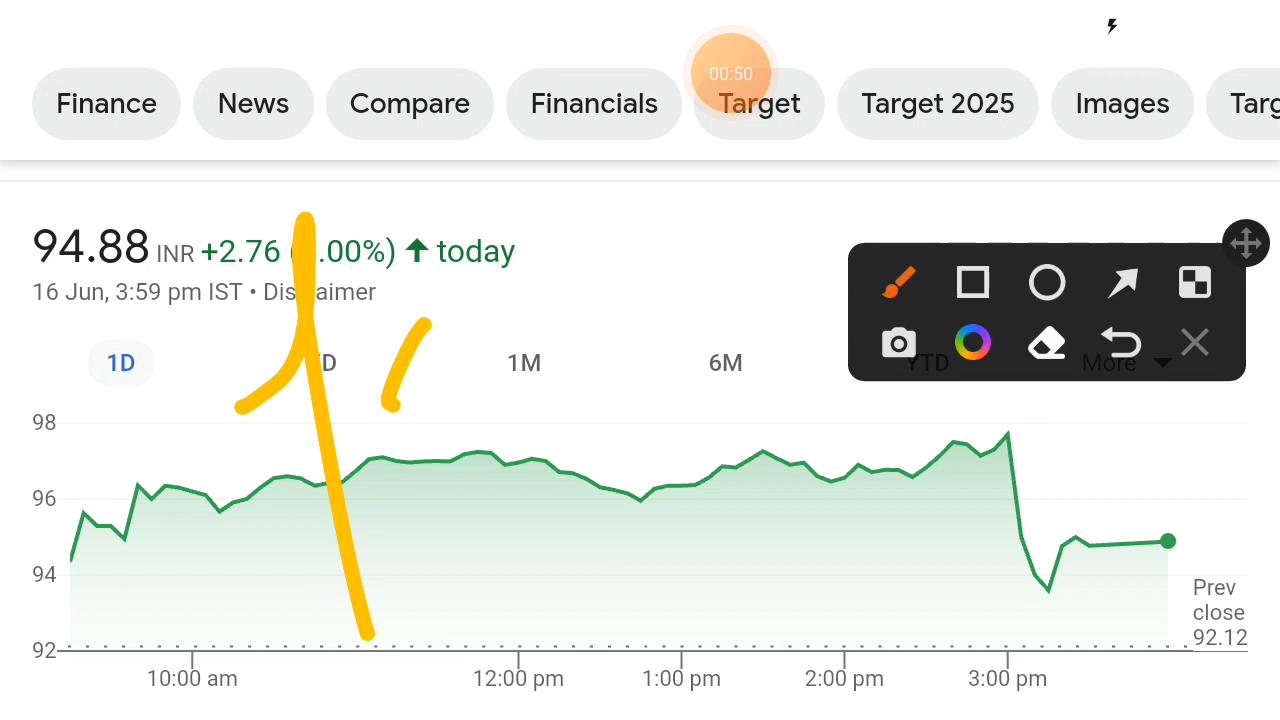 00:50
Finance News Compare Financials Target Target 2025 Images Targ
94.88 INR +2.76 .00%) today
16 Jun, 3:59 pm IST •
1D D 1M 6M YTD More
98
96
94
92
Prev
close
92.12
10:00 am 12:00 pm 1:00 pm 2:00 pm 3:00 pm